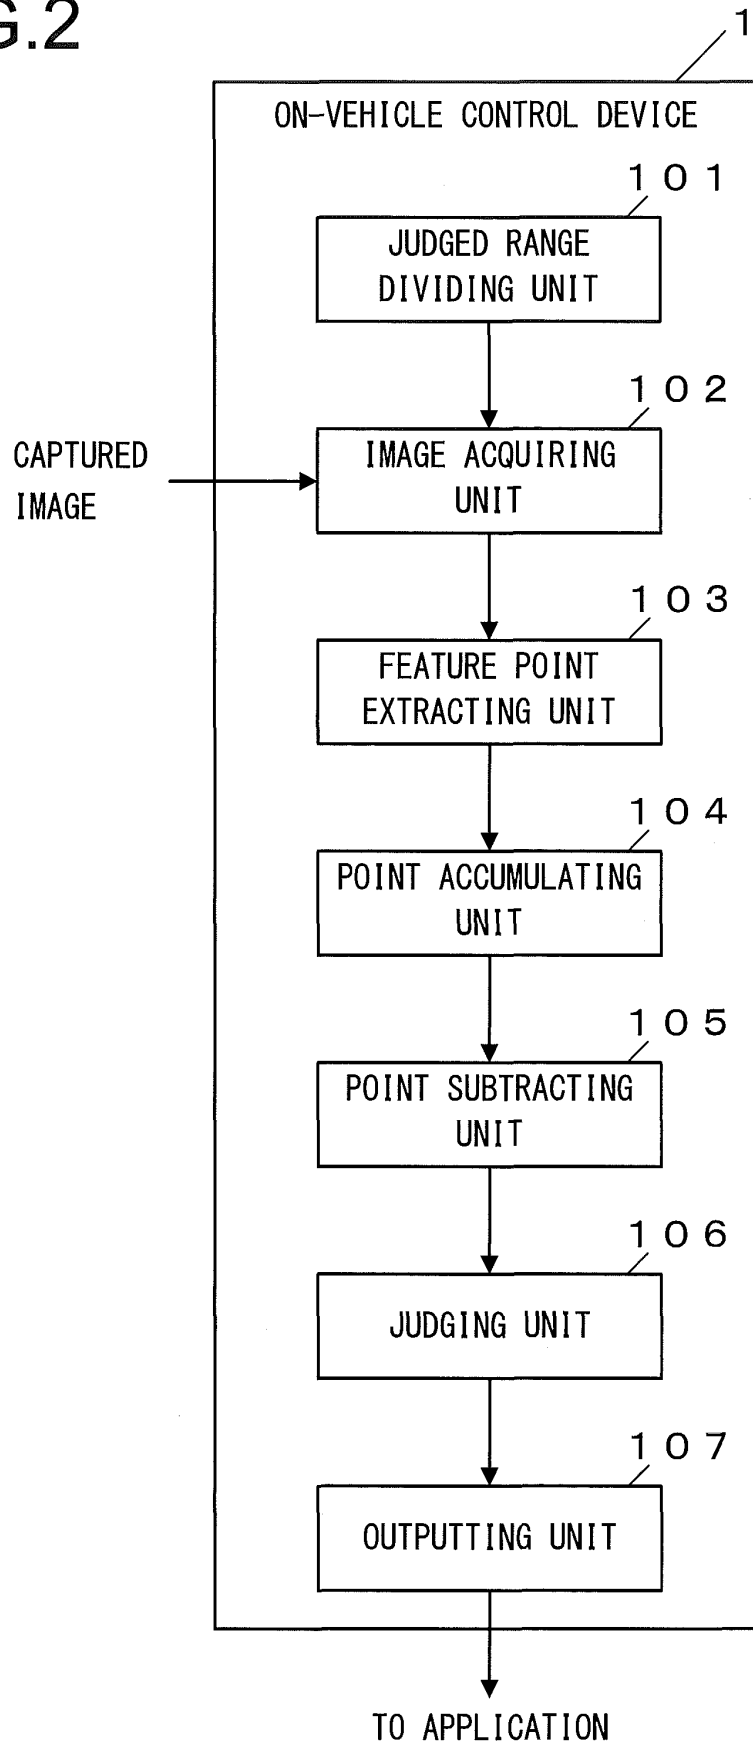 G.2
1
ON-VEHICLE CONTROL DEVICE
101
JUDGED RANGE
DIVIDING UNIT
102
CAPTURED
IMAGE
IMAGE ACQUIRING
UNIT
103
FEATURE POINT
EXTRACTING UNIT
104
POINT ACCUMULATING
UNIT
105
POINT SUBTRACTING
UNIT
106
JUDGING UNIT
107
OUTPUTTING UNIT
TO APPLICATION